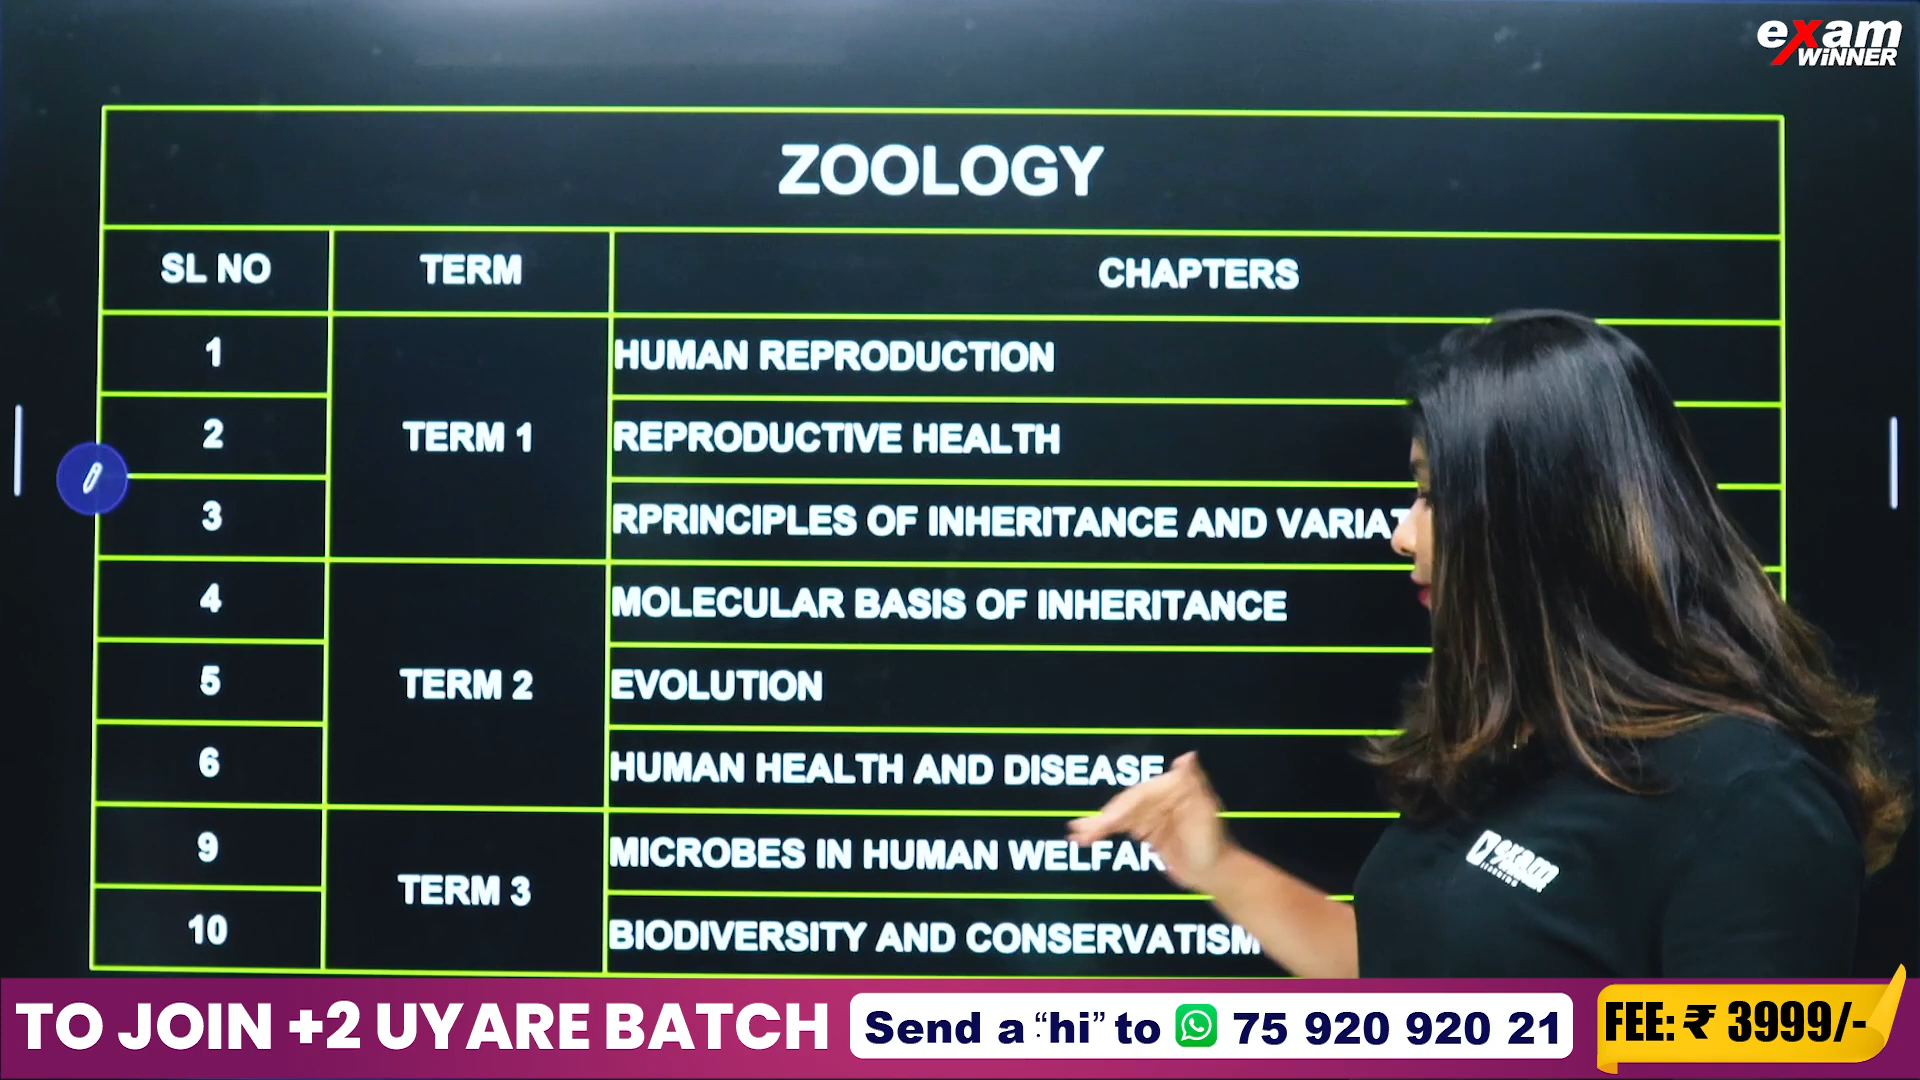 exam
WINNER
ZOOLOGY
SL NO TERM CHAPTERS
1 HUMAN REPRODUCTION
2 TERM 1 REPRODUCTIVE HEALTH
3 RPRINCIPLES OF INHERITANCE AND VARIAT
4 MOLECULAR BASIS OF INHERITANCE
5 TERM 2 EVOLUTION
6 HUMAN HEALTH AND DISEASE
9 MICROBES IN HUMAN WELFAR
TERM 3
10 BIODIVERSITY AND CONSERVATISM
exam
TO JOIN +2 UYARE BATCH
Send a “hi” to 75 920 920 21
FEE: ₹ 3999/-